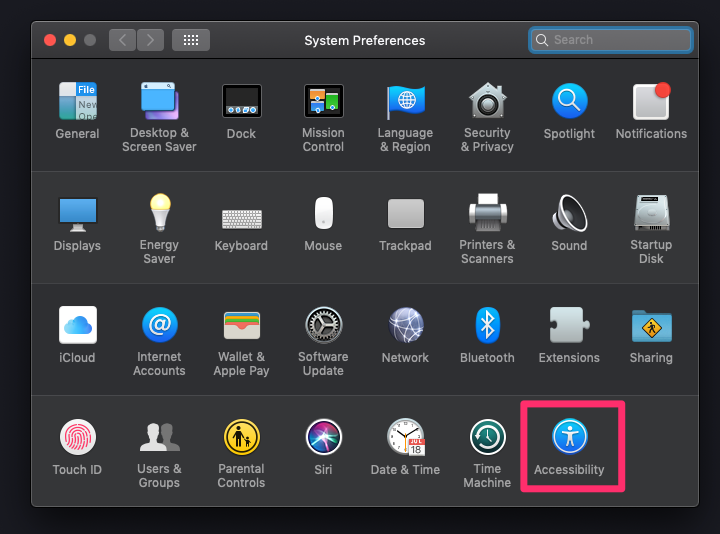 System Preferences
Search
File
New
Ope
General
Desktop &
Screen Saver
Dock
Mission
Control
Language
& Region
Security
& Privacy
Spotlight
Notifications
Displays
Energy
Saver
Keyboard
Mouse
Trackpad
Printers &
Scanners
Sound
Startup
Disk
iCloud
Internet
Accounts
Wallet &
Apple Pay
Software
Update
Network
Bluetooth
Extensions
Sharing
JUL
18
Touch ID
Users &
Groups
Parental
Controls
Siri
Date & Time
Time
Machine
Accessibility